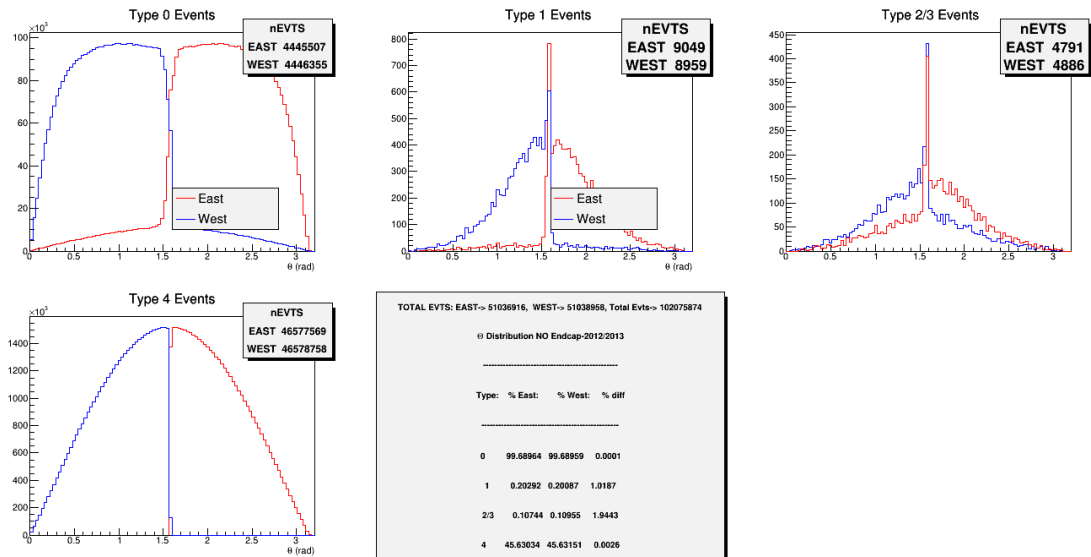 Type 0 Events
×10³
nEVTS
EAST 4445507
WEST 4446355
100
80
60
40
20
0
East
West
0 0.5 1 1.5 2 2.5 3
θ (rad)
Type 1 Events
nEVTS
EAST 9049
WEST 8959
800
700
600
500
400
300
200
100
0
East
West
0 0.5 1 1.5 2 2.5 3
θ (rad)
Type 2/3 Events
nEVTS
EAST 4791
WEST 4886
450
400
350
300
250
200
150
100
50
0
0 0.5 1 1.5 2 2.5 3
θ (rad)
Type 4 Events
×10³
nEVTS
EAST 46577569
WEST 46578758
1400
1200
1000
800
600
400
200
0
0 0.5 1 1.5 2 2.5 3
θ (rad)
TOTAL EVTS: EAST-> 51036916, WEST-> 51038958, Total Evts-> 102075874
Θ Distribution NO Endcap-2012/2013
------------------------------------------------
Type: % East: % West: % diff
------------------------------------------------
0 99.68964 99.68959 0.0001
1 0.20292 0.20087 1.0187
2/3 0.10744 0.10955 1.9443
4 45.63034 45.63151 0.0026